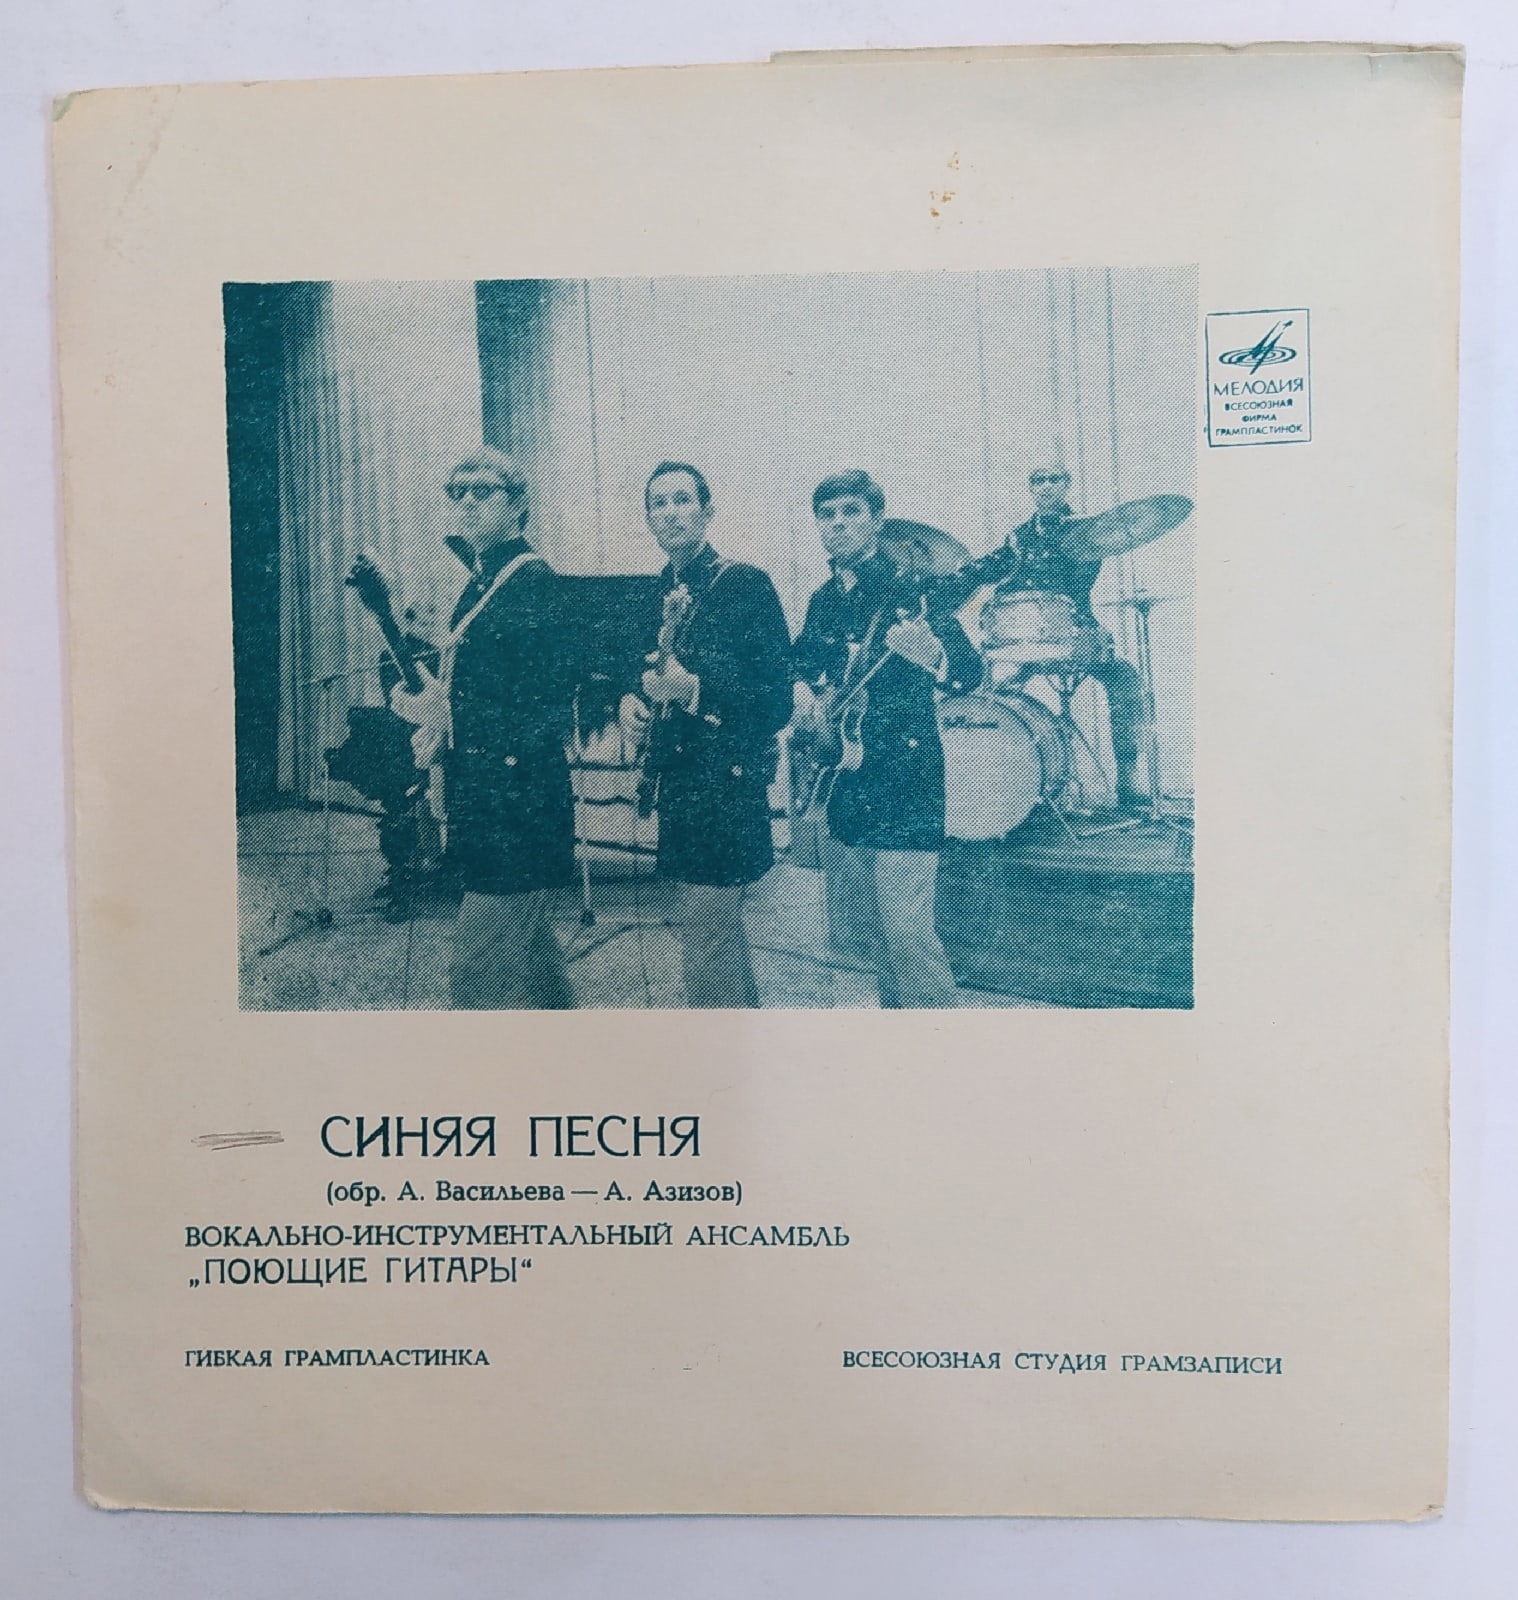 МЕЛОДИЯ
ВСЕСОЮЗНАЯ
ФИРМА
ГРАМПЛАСТИНОК
СИНЯЯ ПЕСНЯ
(обр. А. Васильева — А. Азизов)
ВОКАЛЬНО-ИНСТРУМЕНТАЛЬНЫЙ АНСАМБЛЬ
„ПОЮЩИЕ ГИТАРЫ“
ГИБКАЯ ГРАМПЛАСТИНКА
ВСЕСОЮЗНАЯ СТУДИЯ ГРАМЗАПИСИ